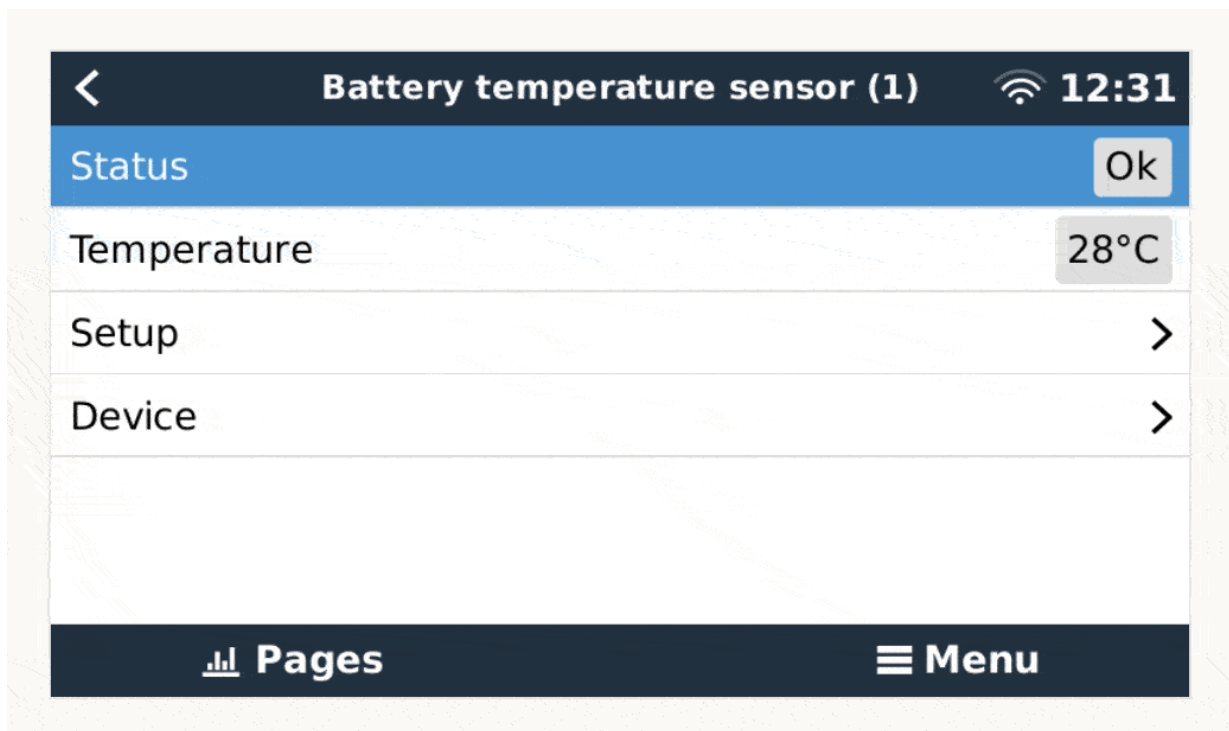 Battery temperature sensor (1) 12:31
Status Ok
Temperature 28°C
Setup
Device
Pages Menu